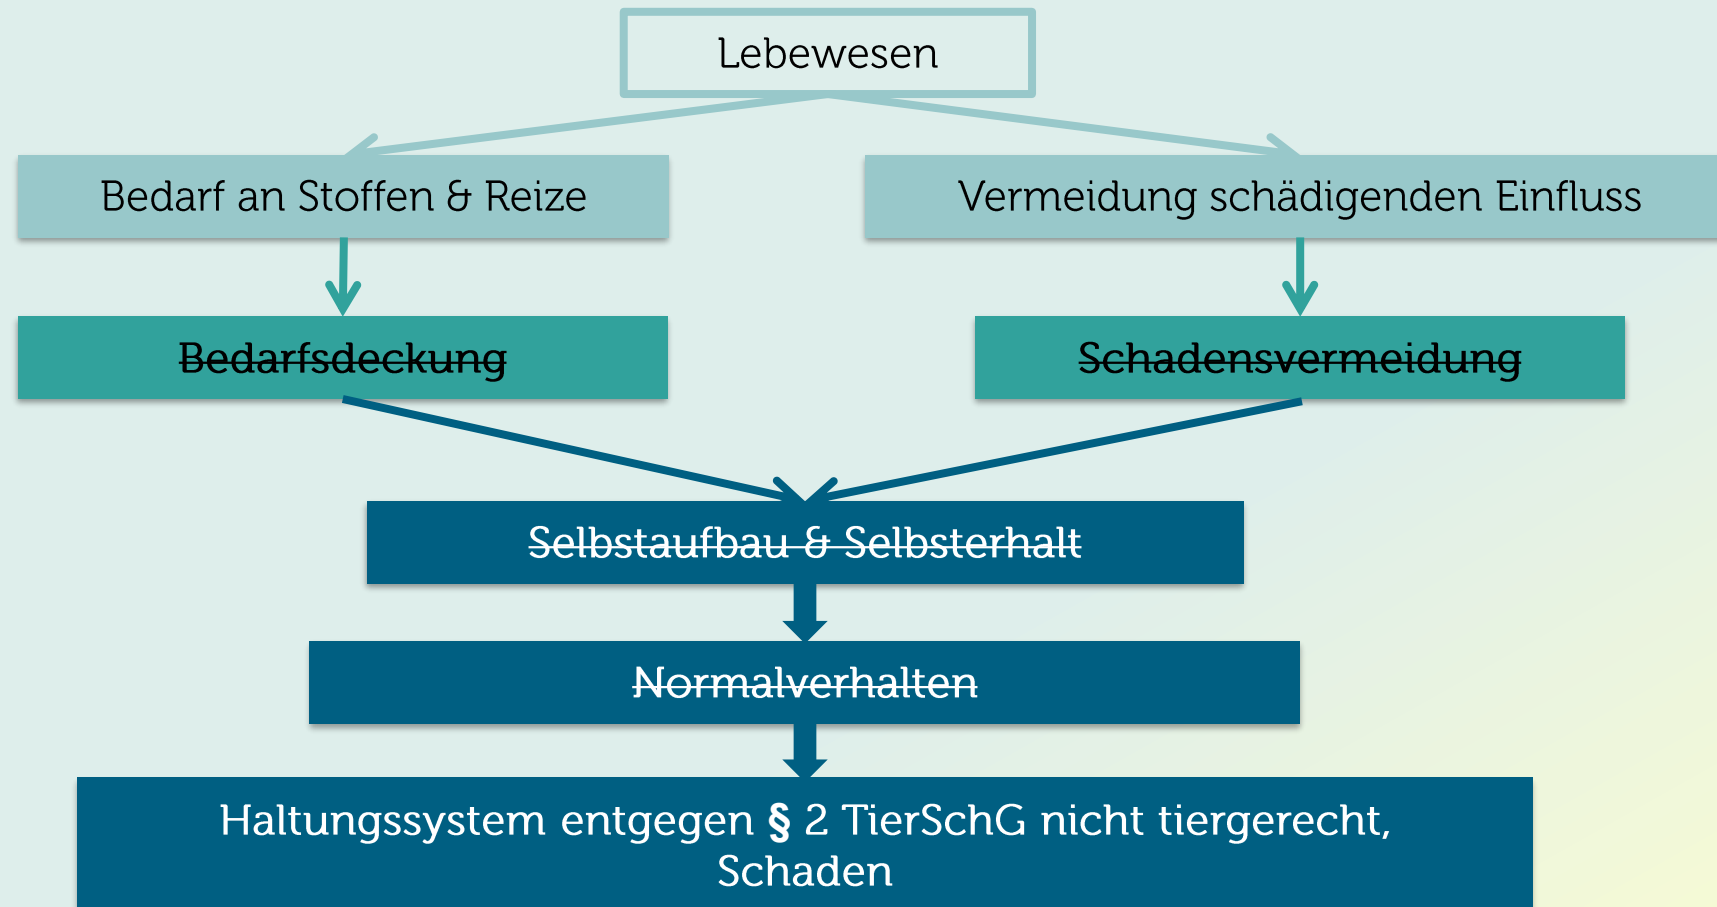 Lebewesen
Bedarf an Stoffen & Reize
Vermeidung schädigenden Einfluss
Bedarfsdeckung
Schadensvermeidung
Selbstaufbau & Selbsterhalt
Normalverhalten
Haltungssystem entgegen § 2 TierSchG nicht tiergerecht,
Schaden